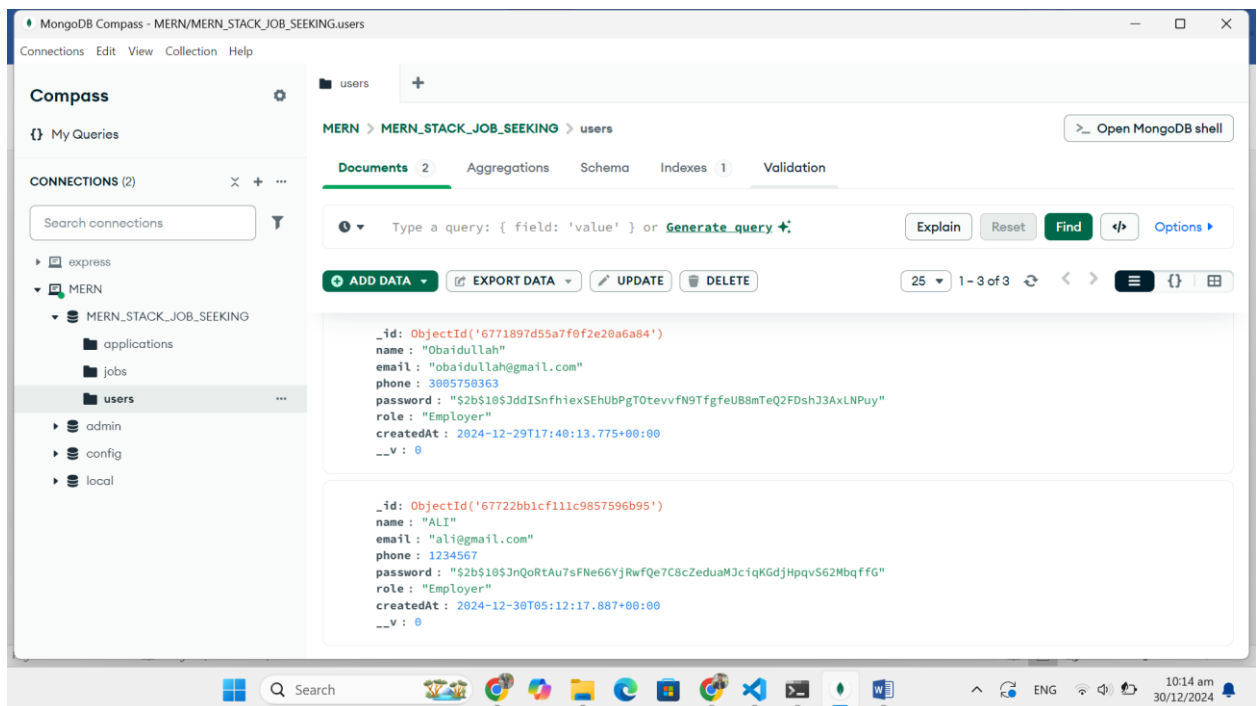 MongoDB Compass - MERN/MERN_STACK_JOB_SEEKING.users
Connections Edit View Collection Help
Compass
{} My Queries
CONNECTIONS (2)
Search connections
express
MERN
MERN_STACK_JOB_SEEKING
applications
jobs
users
admin
config
local
users
MERN > MERN_STACK_JOB_SEEKING > users
>_ Open MongoDB shell
Documents 2 Aggregations Schema Indexes 1 Validation
Type a query: { field: 'value' } or Generate query
Explain Reset Find </> Options
ADD DATA EXPORT DATA UPDATE DELETE
25 1 – 3 of 3 {}
_id: ObjectId('6771897d55a7f0f2e20a6a84')
name : "Obaidullah"
email : "obaidullah@gmail.com"
phone : 3005750363
password : "$2b$10$JddISnfhiexSEhUbPgTOtevvfN9TfgfeUB8mTeQ2FDshJ3AxLNPuy"
role : "Employer"
createdAt : 2024-12-29T17:40:13.775+00:00
__v : 0
_id: ObjectId('67722bb1cf111c9857596b95')
name : "ALI"
email : "ali@gmail.com"
phone : 1234567
password : "$2b$10$JnQoRtAu7sFNe66YjRwfQe7C8cZeduaMJciqKGdjHpqvS62MbqffG"
role : "Employer"
createdAt : 2024-12-30T05:12:17.887+00:00
__v : 0
Search
ENG
10:14 am
30/12/2024